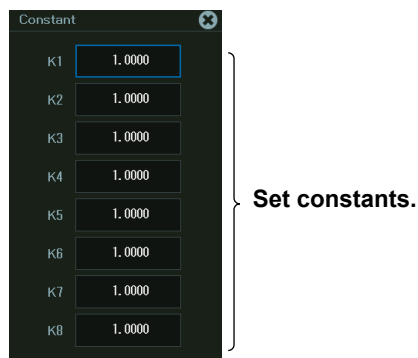 Constant
K1 1.0000
K2 1.0000
K3 1.0000
K4 1.0000
K5 1.0000
K6 1.0000
K7 1.0000
K8 1.0000
Set constants.